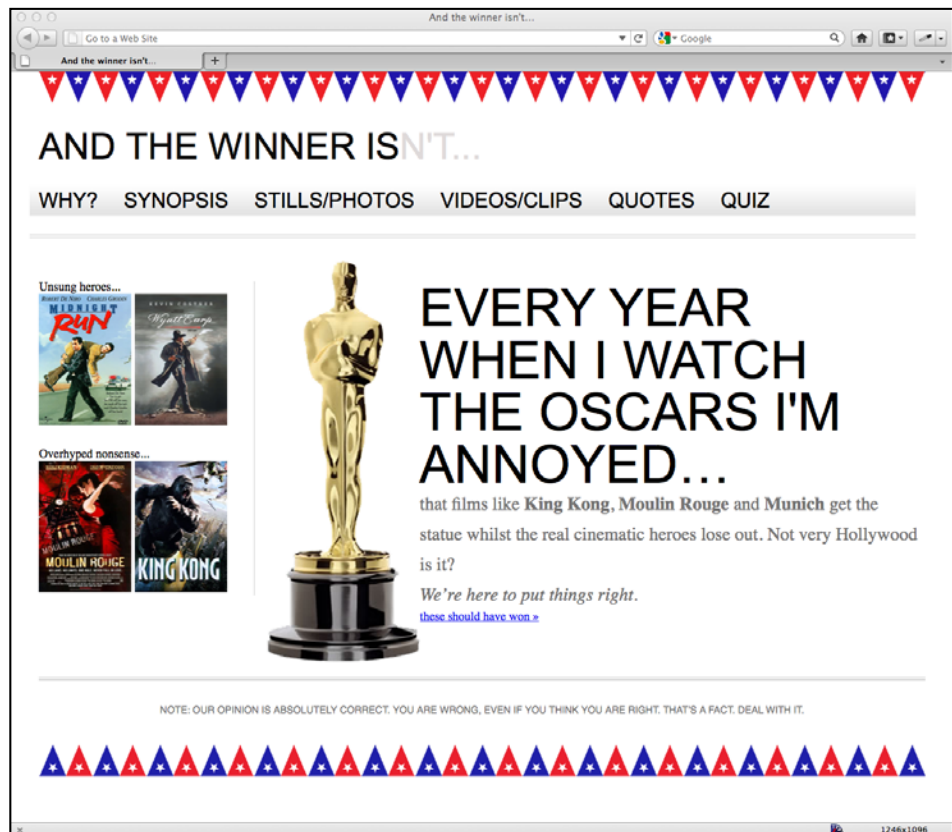 And the winner isn't...
Go to a Web Site
Google
And the winner isn't...
AND THE WINNER ISN'T...
WHY? SYNOPSIS STILLS/PHOTOS VIDEOS/CLIPS QUOTES QUIZ
Unsung heroes...
ROBERT DE NIRO CHARLES GRODIN
MIDNIGHT
RUN
KEVIN COSTNER
Wyatt Earp
Overhyped nonsense...
MOULIN ROUGE
MOULIN ROUGE
KING KONG
EVERY YEAR
WHEN I WATCH
THE OSCARS I'M
ANNOYED...
that films like King Kong, Moulin Rouge and Munich get the
statue whilst the real cinematic heroes lose out. Not very Hollywood
is it?
We're here to put things right.
these should have won »
NOTE: OUR OPINION IS ABSOLUTELY CORRECT. YOU ARE WRONG, EVEN IF YOU THINK YOU ARE RIGHT. THAT'S A FACT. DEAL WITH IT.
1246x1096